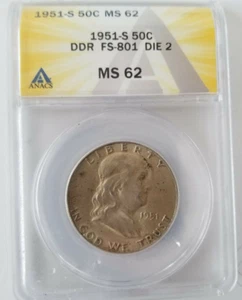 1951-S 50C MS 62
ANACS
1951-S 50C
DDR FS-801 DIE 2
MS 62
LIBERTY
1951
IN GOD WE TRUST